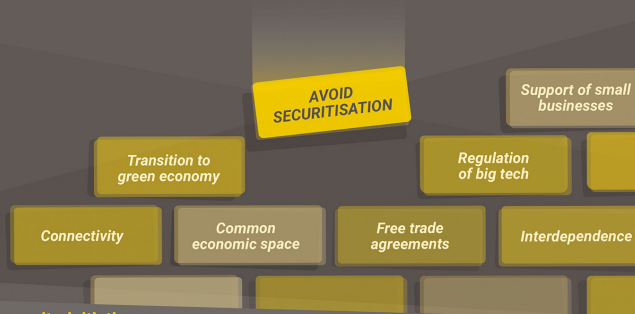 AVOID
SECURITISATION
Support of small
businesses
Transition to
green economy
Regulation
of big tech
Connectivity
Common
economic space
Free trade
agreements
Interdependence